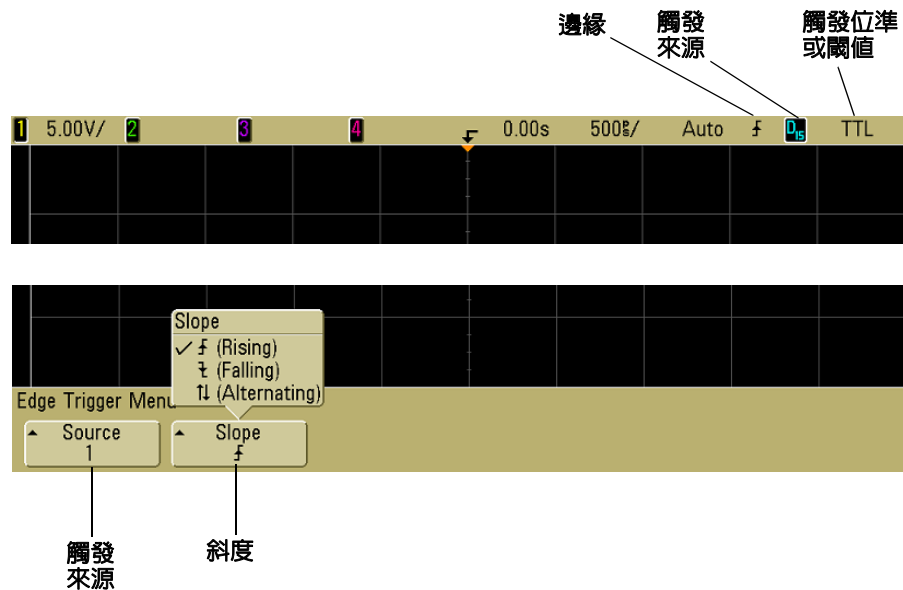 邊緣
觸發
來源
觸發位準
或閾值
1 5.00V/ 2 3 4 0.00s 500ps/ Auto D15 TTL
Slope
✓ (Rising)
(Falling)
↑↓ (Alternating)
Edge Trigger Menu
Source
1
Slope
觸發
來源
斜度